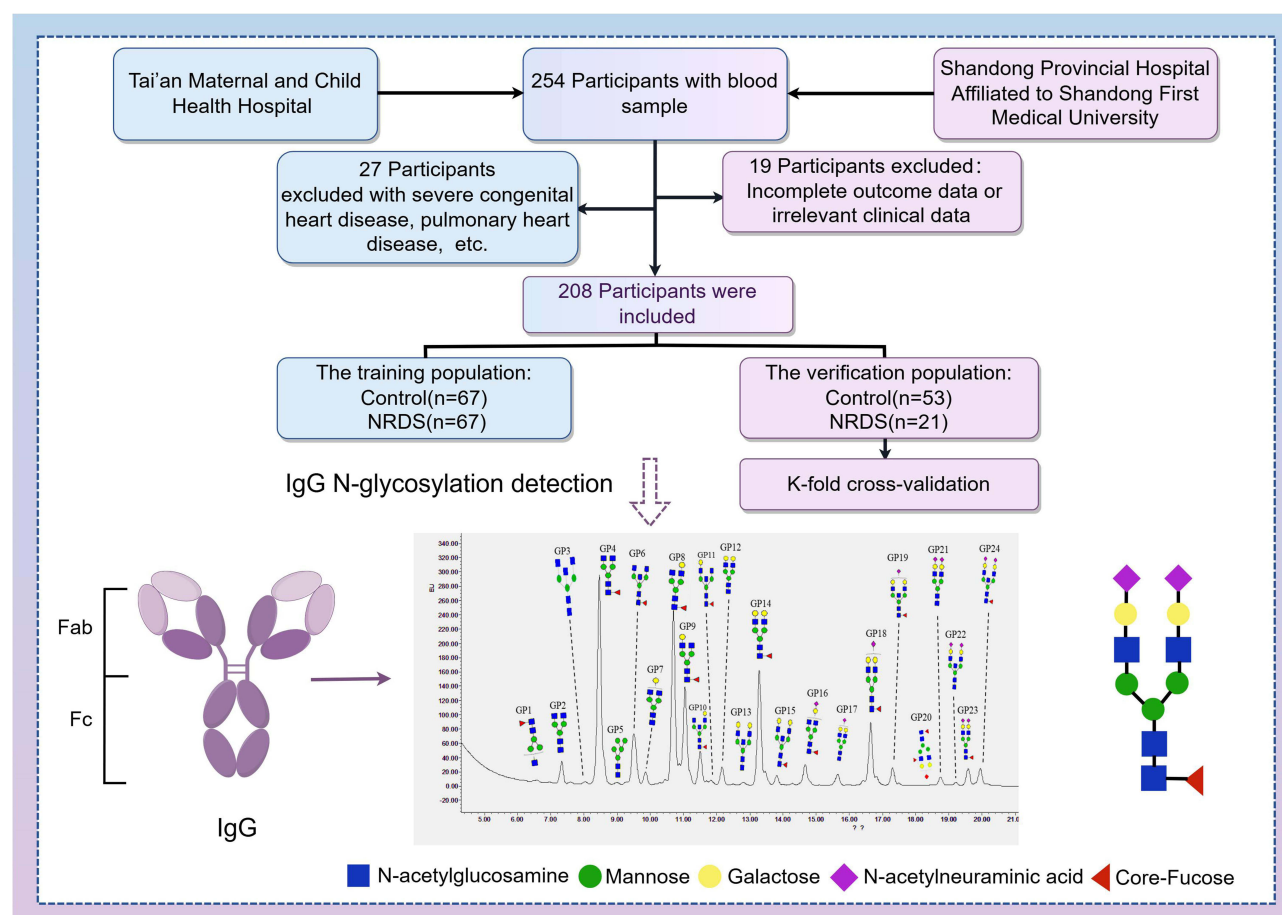 Tai'an Maternal and Child
Health Hospital
254 Participants with blood
sample
Shandong Provincial Hospital
Affiliated to Shandong First
Medical University
27 Participants
excluded with severe congenital
heart disease, pulmonary heart
disease, etc.
19 Participants excluded:
Incomplete outcome data or
irrelevant clinical data
208 Participants were
included
The training population:
Control(n=67)
NRDS(n=67)
The verification population:
Control(n=53)
NRDS(n=21)
K-fold cross-validation
IgG N-glycosylation detection
Fab
Fc
IgG
EU
340.00
320.00
300.00
280.00
260.00
240.00
220.00
200.00
180.00
160.00
140.00
120.00
100.00
80.00
60.00
40.00
20.00
0.00
-20.00
GP1
GP2
GP3
GP4
GP5
GP6
GP7
GP8
GP9
GP10
GP11
GP12
GP13
GP14
GP15
GP16
GP17
GP18
GP19
GP20
GP21
GP22
GP23
GP24
5.00 6.00 7.00 8.00 9.00 10.00 11.00 12.00 13.00 14.00 15.00 16.00 17.00 18.00 19.00 20.00 21.0
? ?
N-acetylglucosamine Mannose Galactose N-acetylneuraminic acid Core-Fucose